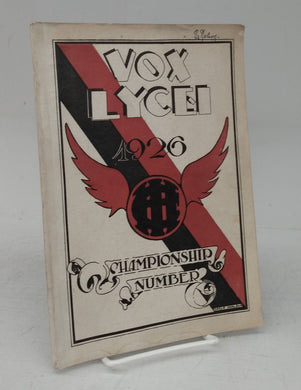 VOX
LYCEI
1926
CHAMPIONSHIP
NUMBER